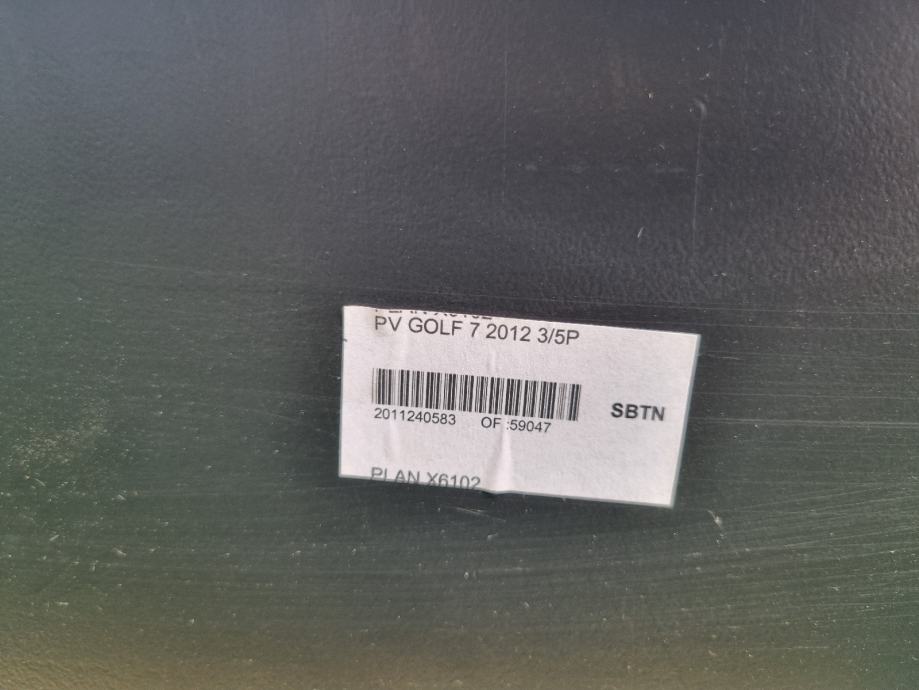 PV GOLF 7 2012 3/5P
2011240583 OF :59047
SBTN
PLAN X6102